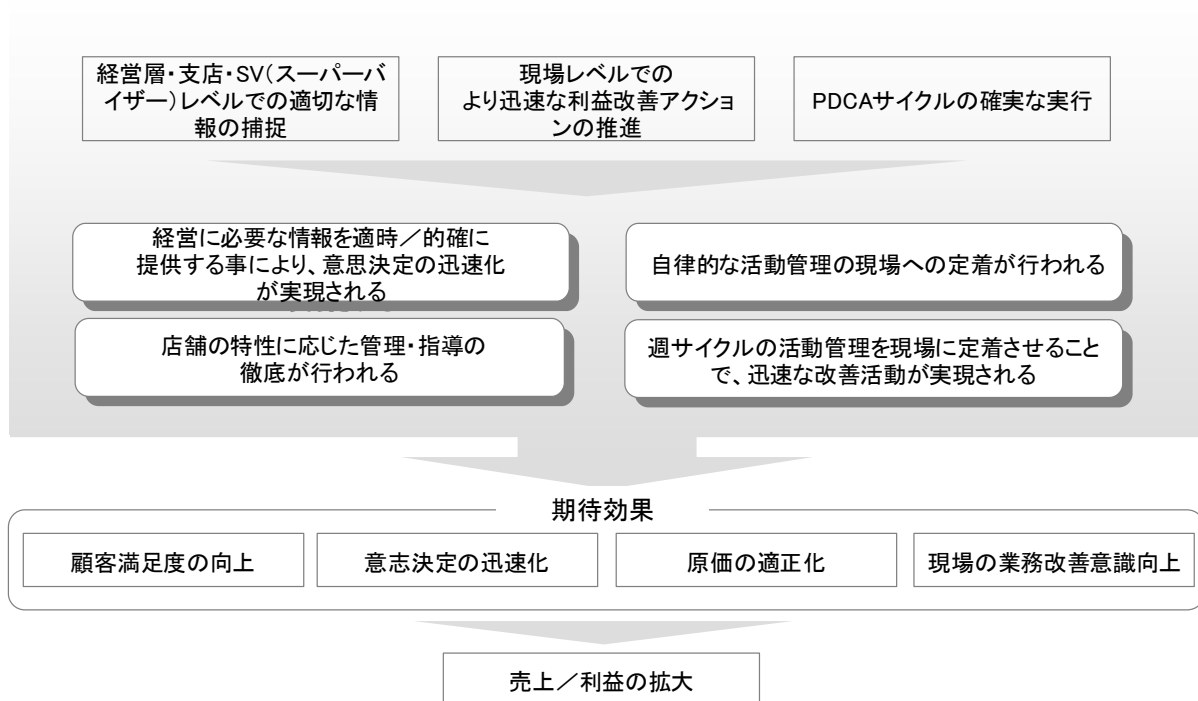 経営層・支店・SV(スーパーバ
イザー)レベルでの適切な情
報の捕捉
現場レベルでの
より迅速な利益改善アクショ
ンの推進
PDCAサイクルの確実な実行
経営に必要な情報を適時／的確に
提供する事により、意思決定の迅速化
が実現される
自律的な活動管理の現場への定着が行われる
店舗の特性に応じた管理・指導の
徹底が行われる
週サイクルの活動管理を現場に定着させること
で、迅速な改善活動が実現される
期待効果
顧客満足度の向上
意志決定の迅速化
原価の適正化
現場の業務改善意識向上
売上／利益の拡大